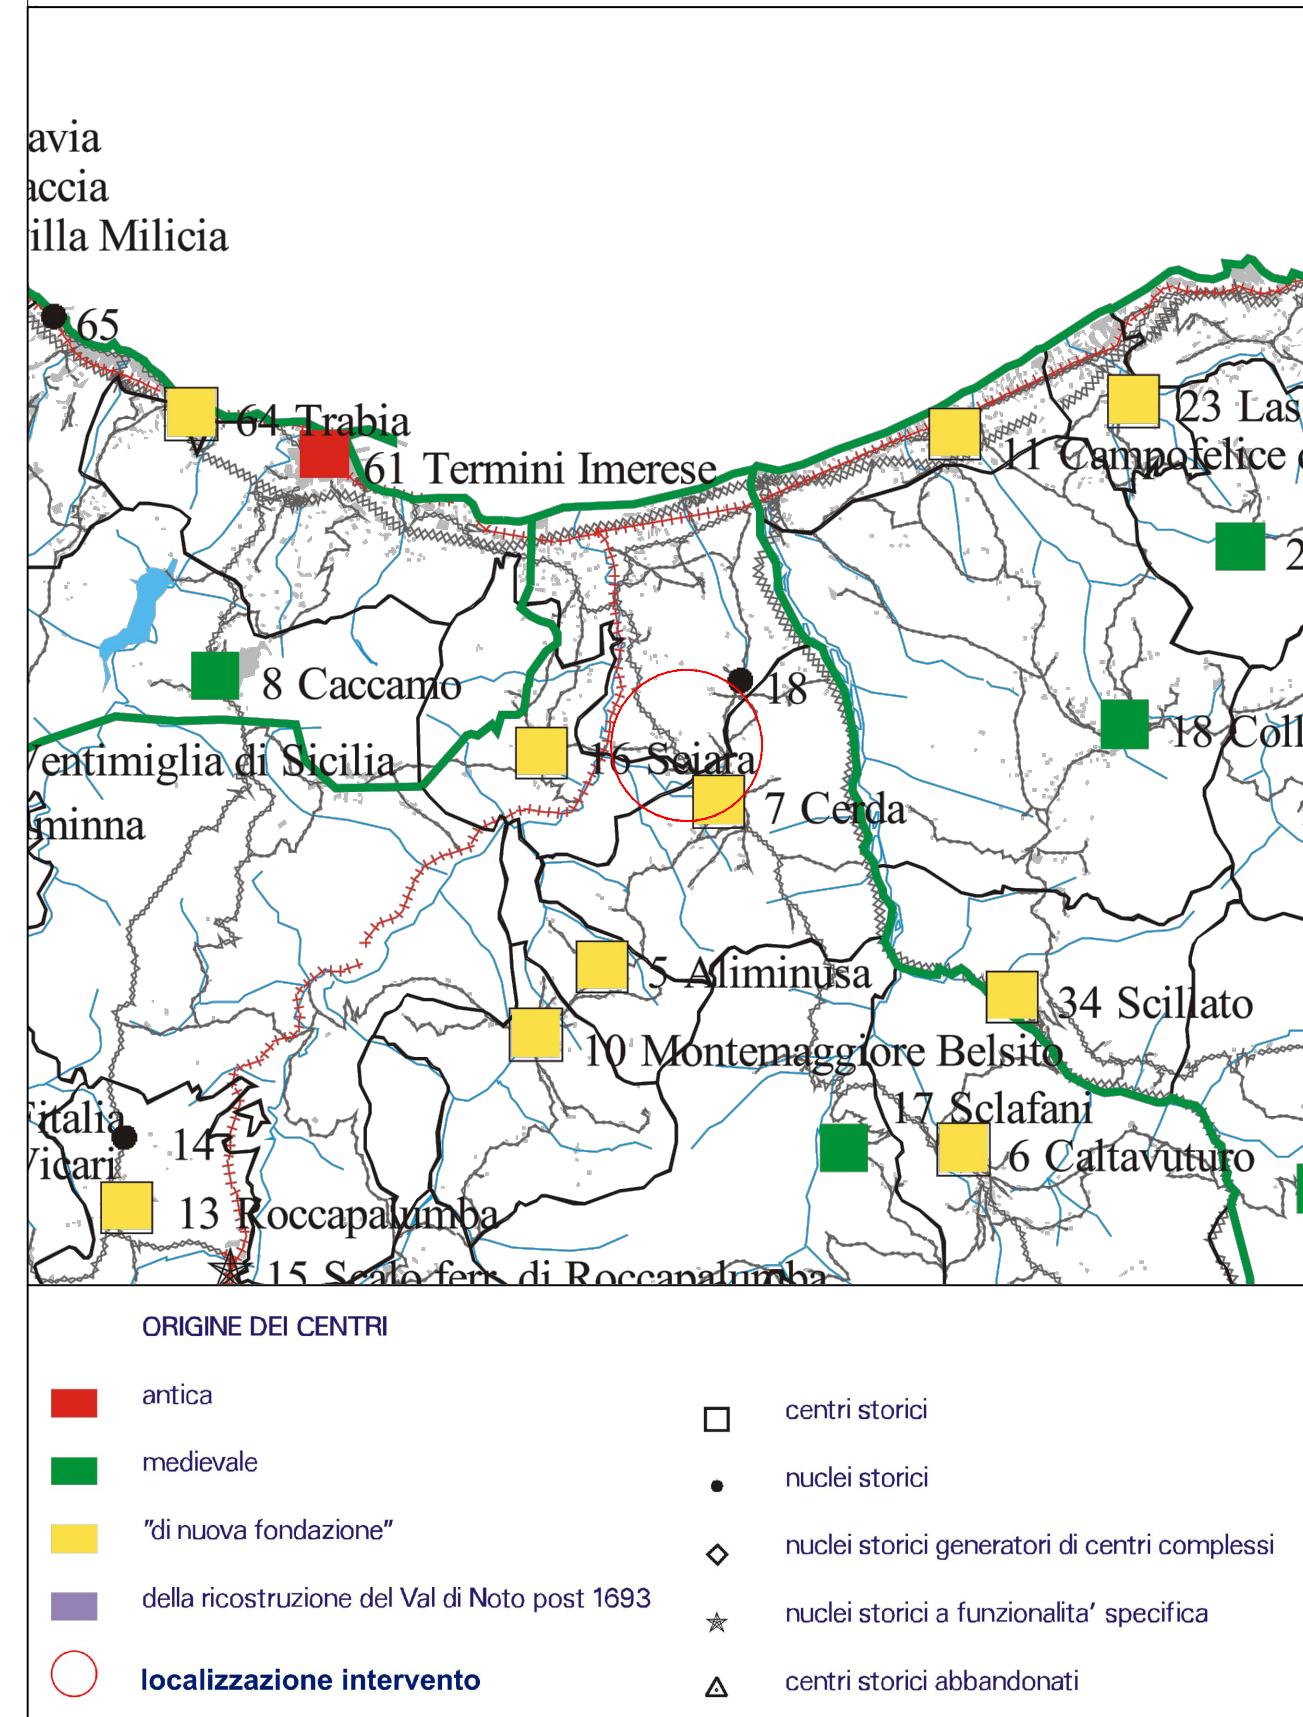 avia
accia
villa Milicia
65
64 Trabia
23 Las
61 Termini Imerese
11 Campofelice
2
8 Caccamo
18
18 Coll
Ventimiglia di Sicilia
16 Sciara
7 Cerda
minna
5 Aliminusa
34 Scillato
10 Montemaggiore Belsito
Fitalia
17 Sclafani
14
Vicari
6 Caltavuturo
13 Roccapalumba
15 Scalo ferr. di Roccapalumba
ORIGINE DEI CENTRI
antica
centri storici
medievale
nuclei storici
"di nuova fondazione"
nuclei storici generatori di centri complessi
della ricostruzione del Val di Noto post 1693
nuclei storici a funzionalita' specifica
localizzazione intervento
centri storici abbandonati